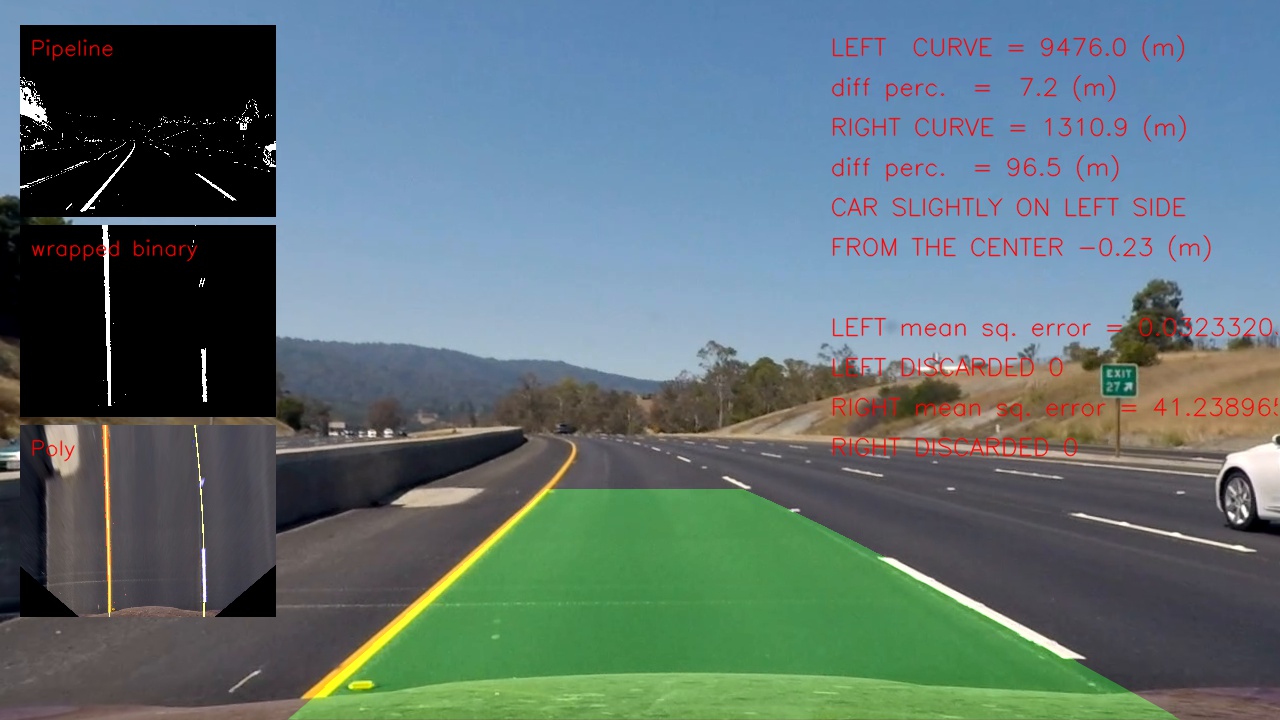 Pipeline
wrapped binary
Poly
LEFT CURVE = 9476.0 (m)
diff perc. = 7.2 (m)
RIGHT CURVE = 1310.9 (m)
diff perc. = 96.5 (m)
CAR SLIGHTLY ON LEFT SIDE
FROM THE CENTER -0.23 (m)
LEFT mean sq. error = 0.0323320
LEFT DISCARDED 0
RIGHT mean sq. error = 41.238965
RIGHT DISCARDED 0
EXIT
27